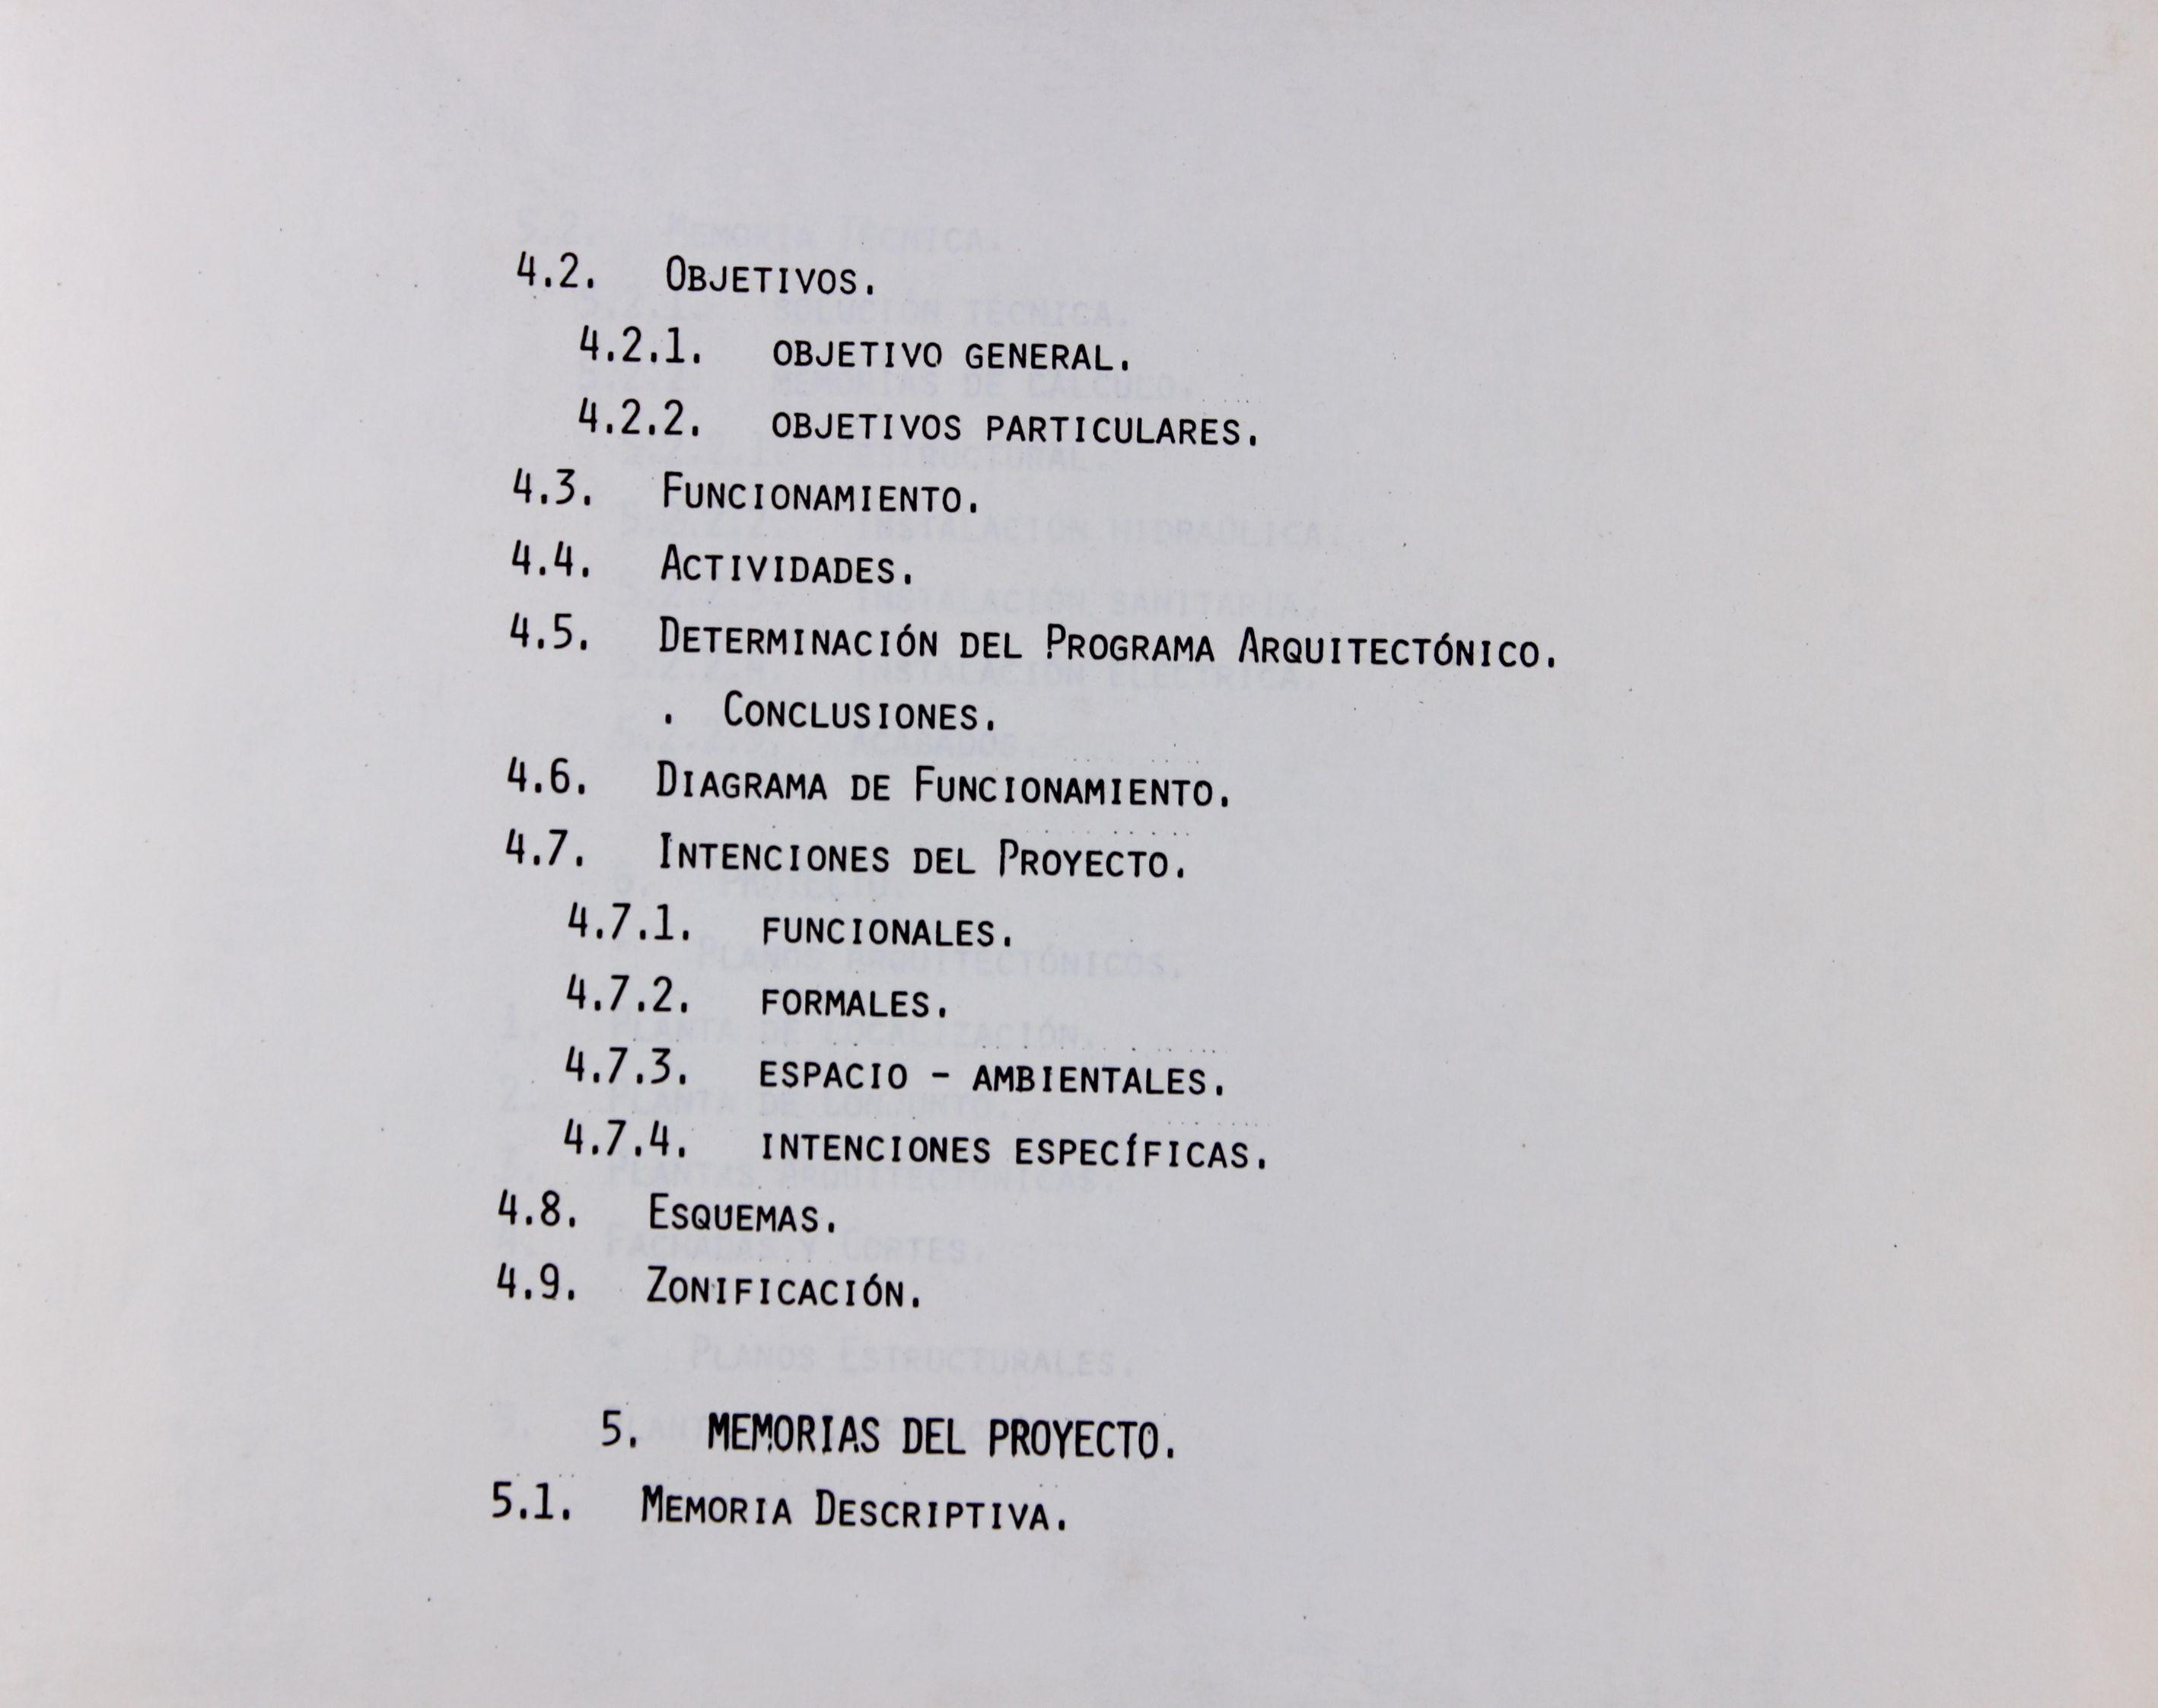 4.2. OBJETIVOS.
4.2.1. OBJETIVO GENERAL.
4.2.2. OBJETIVOS PARTICULARES.
4.3. FUNCIONAMIENTO.
4.4. ACTIVIDADES.
4.5. DETERMINACIÓN DEL PROGRAMA ARQUITECTÓNICO.
. CONCLUSIONES.
4.6. DIAGRAMA DE FUNCIONAMIENTO.
4.7. INTENCIONES DEL PROYECTO.
4.7.1. FUNCIONALES.
4.7.2. FORMALES.
4.7.3. ESPACIO - AMBIENTALES.
4.7.4. INTENCIONES ESPECÍFICAS.
4.8. ESQUEMAS.
4.9. ZONIFICACIÓN.
5. MEMORIAS DEL PROYECTO.
5.1. MEMORIA DESCRIPTIVA.